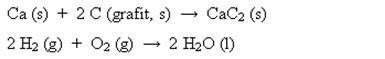 Ca (s) + 2 C (grafit, s) → CaC₂ (s)
2 H₂ (g) + O₂ (g) → 2 H₂O (l)